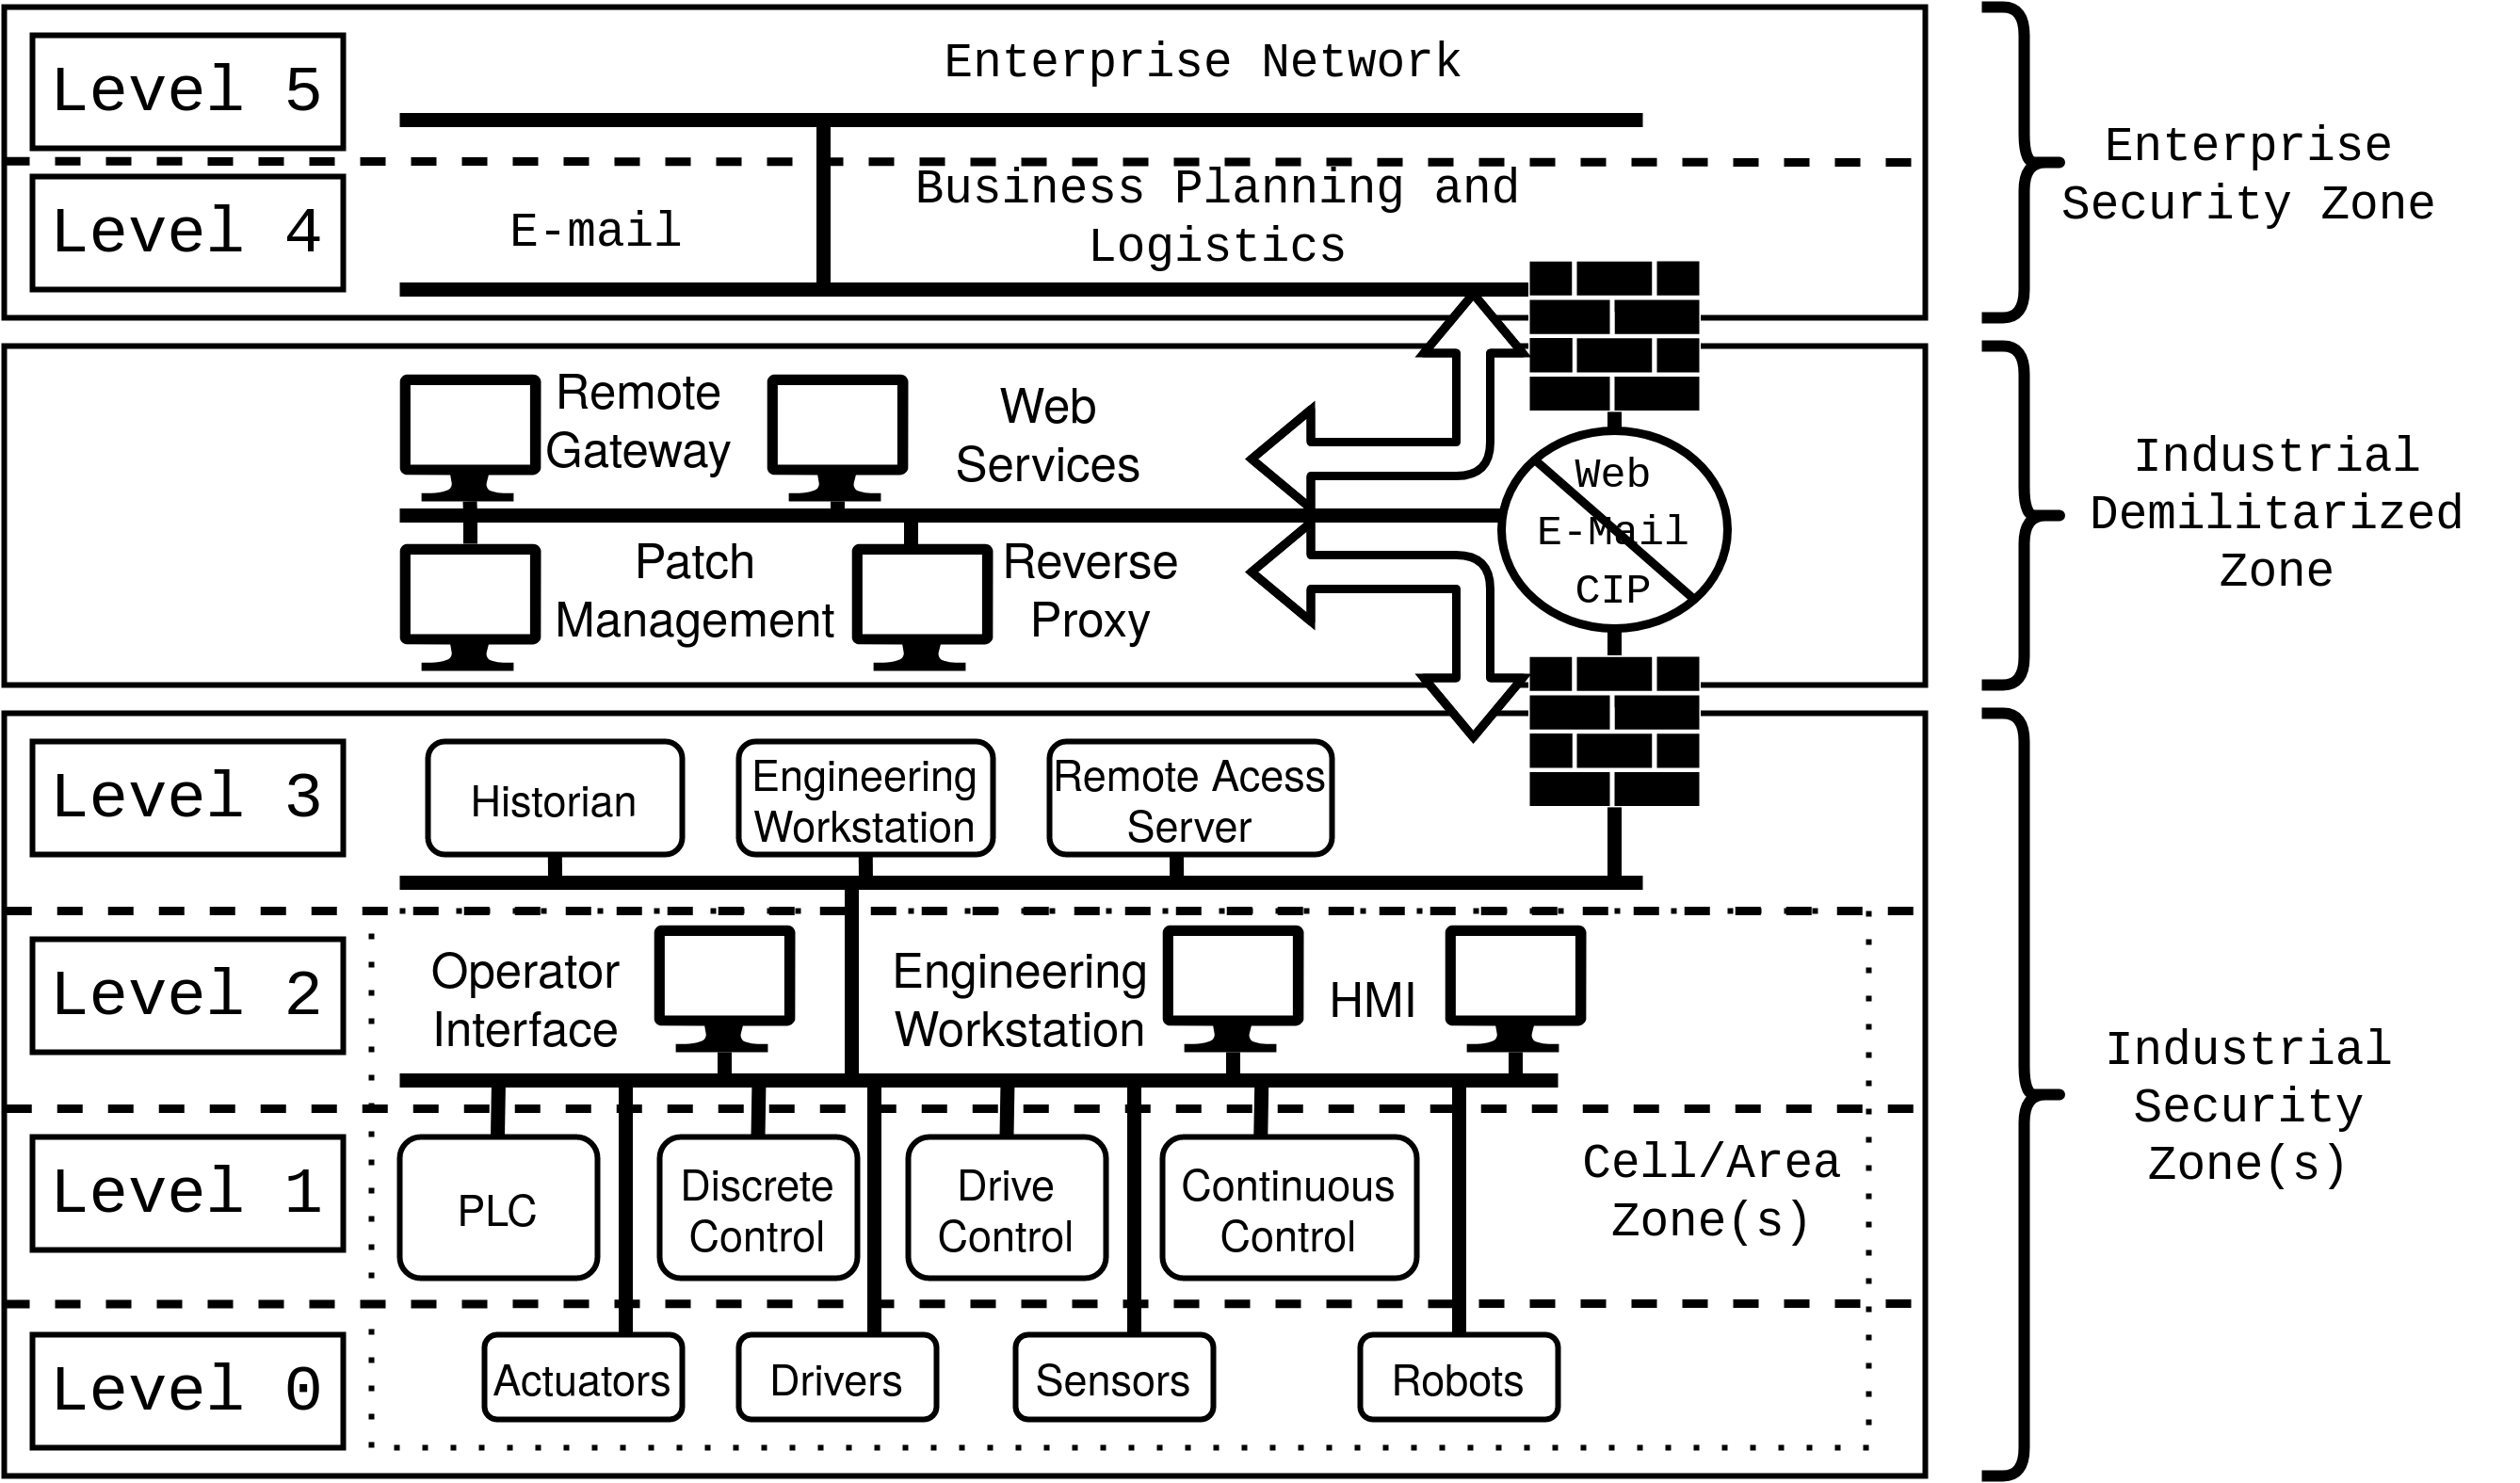 Level 5
Enterprise Network
Level 4
E-mail
Business Planning and
Logistics
Enterprise
Security Zone
Remote
Gateway
Web
Services
Patch
Management
Reverse
Proxy
Web
E-Mail
CIP
Industrial
Demilitarized
Zone
Level 3
Historian
Engineering
Workstation
Remote Acess
Server
Level 2
Operator
Interface
Engineering
Workstation
HMI
Level 1
PLC
Discrete
Control
Drive
Control
Continuous
Control
Cell/Area
Zone(s)
Level 0
Actuators
Drivers
Sensors
Robots
Industrial
Security
Zone(s)